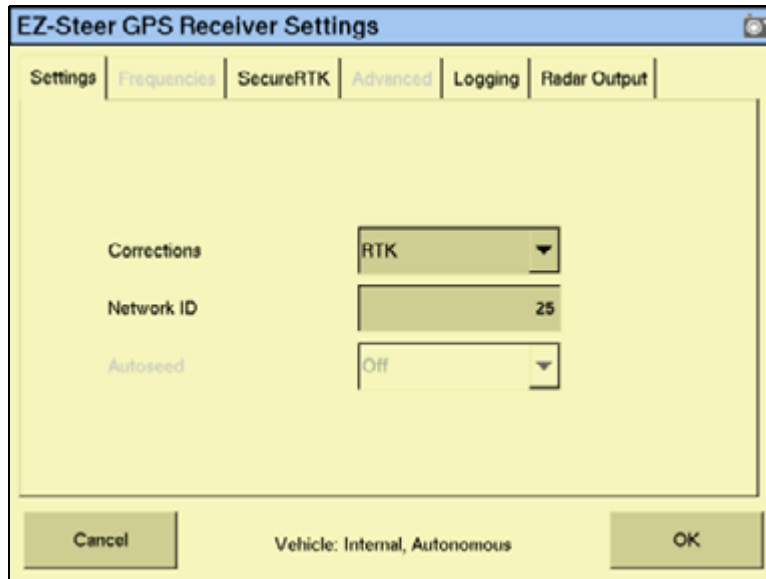 EZ-Steer GPS Receiver Settings
Settings Frequencies SecureRTK Advanced Logging Radar Output
Corrections RTK
Network ID 25
Autoseed Off
Cancel Vehicle: Internal, Autonomous OK